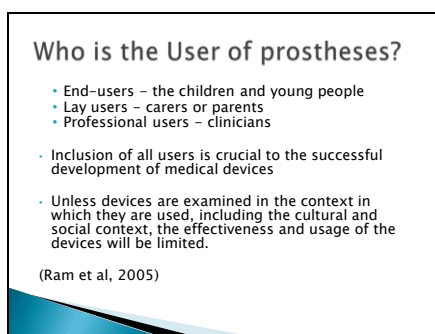 Who is the User of prostheses?
• End-users – the children and young people
• Lay users – carers or parents
• Professional users – clinicians
• Inclusion of all users is crucial to the successful
development of medical devices
• Unless devices are examined in the context in
which they are used, including the cultural and
social context, the effectiveness and usage of the
devices will be limited.
(Ram et al, 2005)